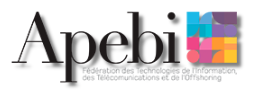 Apebi
Fédération des Technologies de l'Information,
des Télécommunications et de l'Offshoring